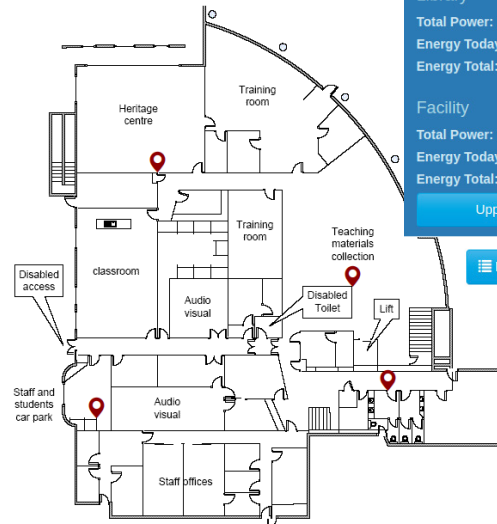 Library
Total Power:
Energy Today
Energy Total:
Facility
Total Power:
Energy Today
Energy Total:
Upp
Training
room
Heritage
centre
Training
room
Teaching
materials
collection
Disabled
access
classroom
Audio
visual
Disabled
Toilet
Lift
Staff and
students
car park
Audio
visual
Staff offices